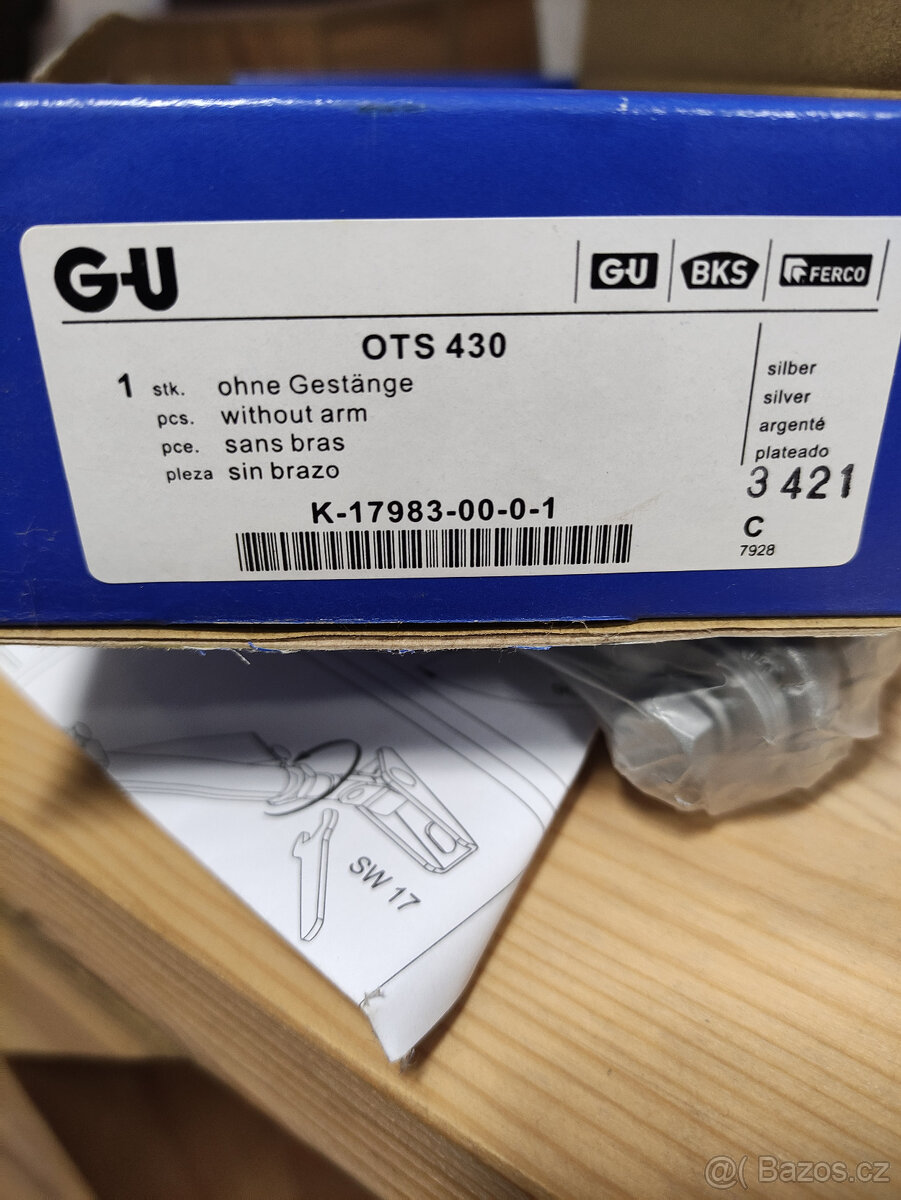 G-U
G-U BKS FERCO
OTS 430
1 stk. ohne Gestänge
pcs. without arm
pce. sans bras
pleza sin brazo
silber
silver
argenté
plateado
3 421
K-17983-00-0-1
C
7928
SW 17
@( Bazos.cz